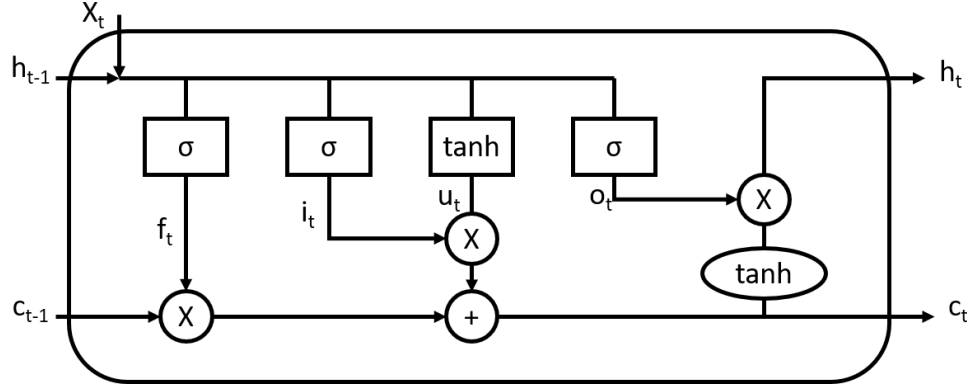 Xt
ht-1
ht
σ
σ
tanh
σ
ut
ot
X
it
ft
X
tanh
ct-1
X
+
ct